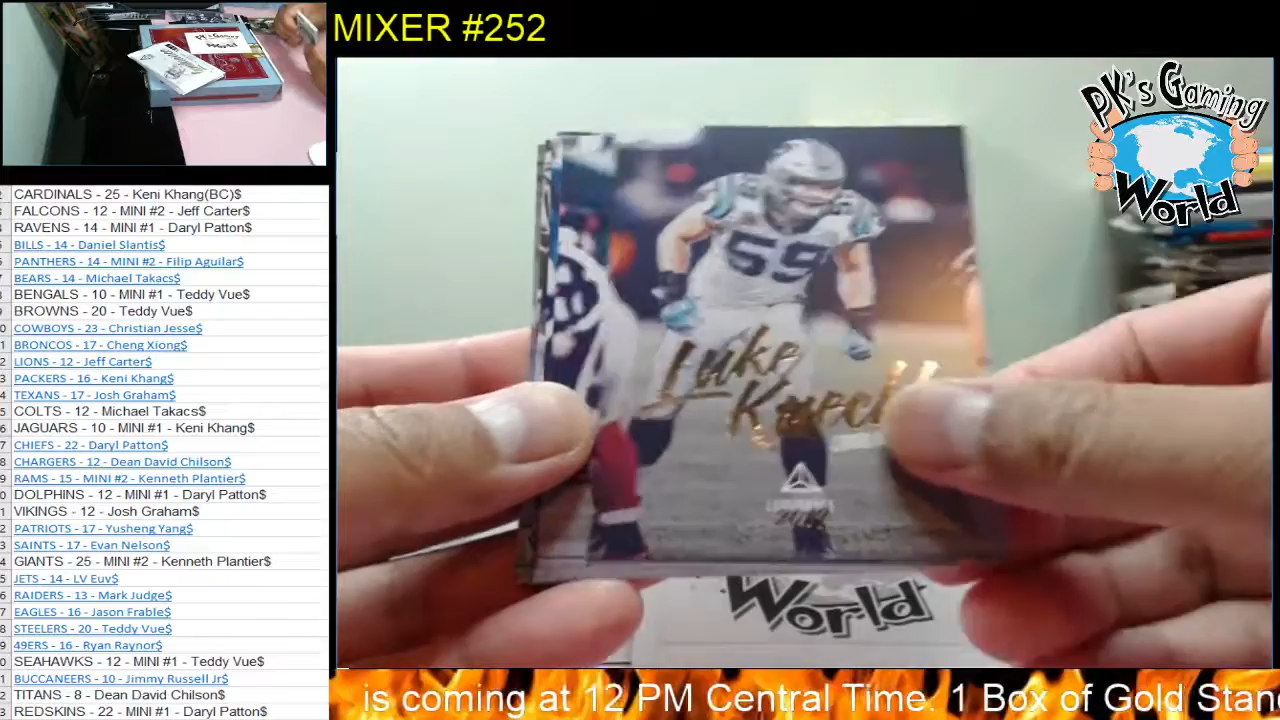 MIXER #252
PK's Gaming
World
CARDINALS - 25 - Keni Khang(BC)$
FALCONS - 12 - MINI #2 - Jeff Carter$
RAVENS - 14 - MINI #1 - Daryl Patton$
BILLS - 14 - Daniel Slantis$
PANTHERS - 14 - MINI #2 - Filip Aguilar$
BEARS - 14 - Michael Takacs$
BENGALS - 10 - MINI #1 - Teddy Vue$
BROWNS - 20 - Teddy Vue$
COWBOYS - 23 - Christian Jesse$
BRONCOS - 17 - Cheng Xiong$
LIONS - 12 - Jeff Carter$
PACKERS - 16 - Keni Khang$
TEXANS - 17 - Josh Graham$
COLTS - 12 - Michael Takacs$
JAGUARS - 10 - MINI #1 - Keni Khang$
CHIEFS - 22 - Daryl Patton$
CHARGERS - 12 - Dean David Chilson$
RAMS - 15 - MINI #2 - Kenneth Plantier$
DOLPHINS - 12 - MINI #1 - Daryl Patton$
VIKINGS - 12 - Josh Graham$
PATRIOTS - 17 - Yusheng Yang$
SAINTS - 17 - Evan Nelson$
GIANTS - 25 - MINI #2 - Kenneth Plantier$
JETS - 14 - LV Euv$
RAIDERS - 13 - Mark Judge$
EAGLES - 16 - Jason Frable$
STEELERS - 20 - Teddy Vue$
49ERS - 16 - Ryan Raynor$
SEAHAWKS - 12 - MINI #1 - Teddy Vue$
BUCCANEERS - 10 - Jimmy Russell Jr$
TITANS - 8 - Dean David Chilson$
REDSKINS - 22 - MINI #1 - Daryl Patton$
59
Luke
Kuechl
World
is coming at 12 PM Central Time. 1 Box of Gold Stan